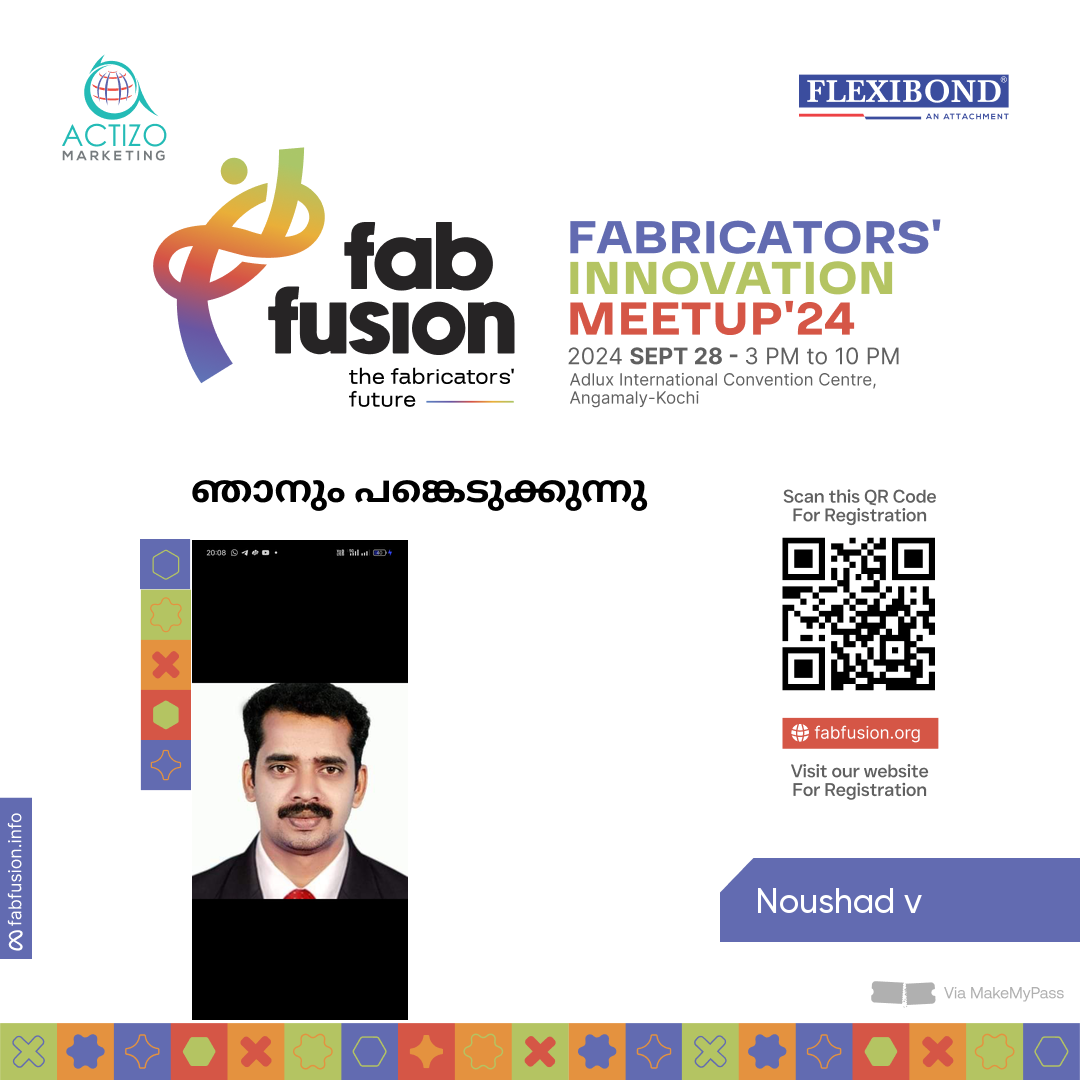 ACTIZO
MARKETING
FLEXIBOND®
AN ATTACHMENT
fab
fusion
the fabricators'
future
FABRICATORS'
INNOVATION
MEETUP'24
2024 SEPT 28 - 3 PM to 10 PM
Adlux International Convention Centre,
Angamaly-Kochi
ഞാനും പങ്കെടുക്കുന്നു
Scan this QR Code
For Registration
20:08
fabfusion.org
Visit our website
For Registration
fabfusion.info
Noushad v
Via MakeMyPass